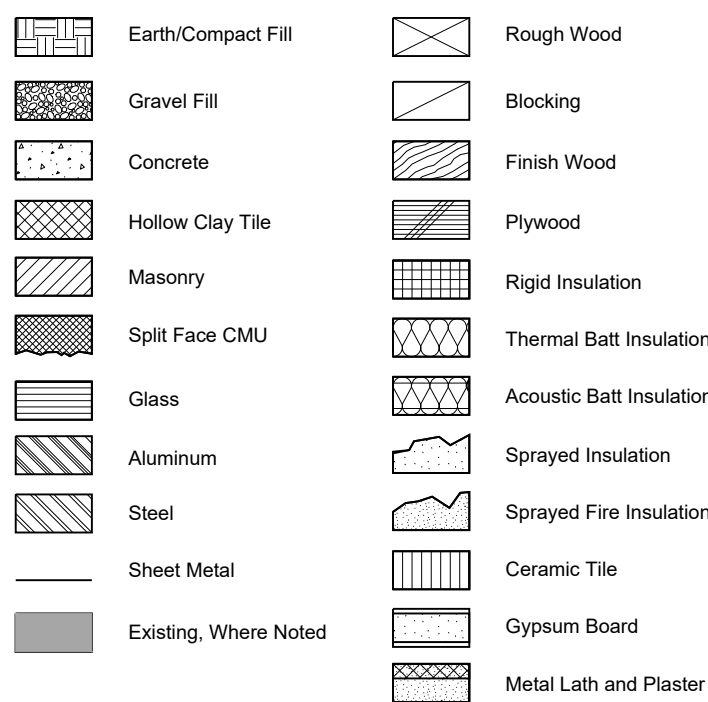 Earth/Compact Fill
Gravel Fill
Concrete
Hollow Clay Tile
Masonry
Split Face CMU
Glass
Aluminum
Steel
Sheet Metal
Existing, Where Noted
Rough Wood
Blocking
Finish Wood
Plywood
Rigid Insulation
Thermal Batt Insulation
Acoustic Batt Insulation
Sprayed Insulation
Sprayed Fire Insulation
Ceramic Tile
Gypsum Board
Metal Lath and Plaster